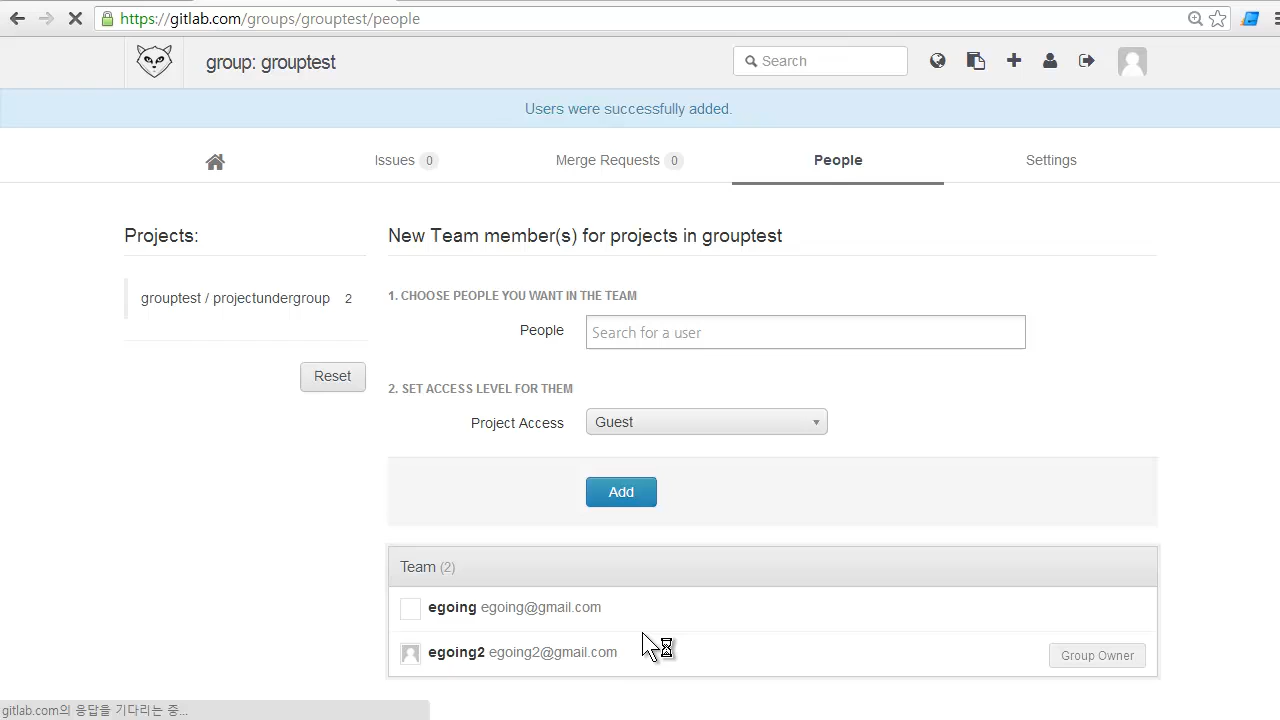 https://gitlab.com/groups/grouptest/people
group: grouptest
Search
Users were successfully added.
Issues 0
Merge Requests 0
People
Settings
Projects:
grouptest / projectundergroup 2
Reset
New Team member(s) for projects in grouptest
1. CHOOSE PEOPLE YOU WANT IN THE TEAM
People
Search for a user
2. SET ACCESS LEVEL FOR THEM
Project Access
Guest
Add
Team (2)
egoing egoing@gmail.com
egoing2 egoing2@gmail.com
Group Owner
gitlab.com의 응답을 기다리는 중...